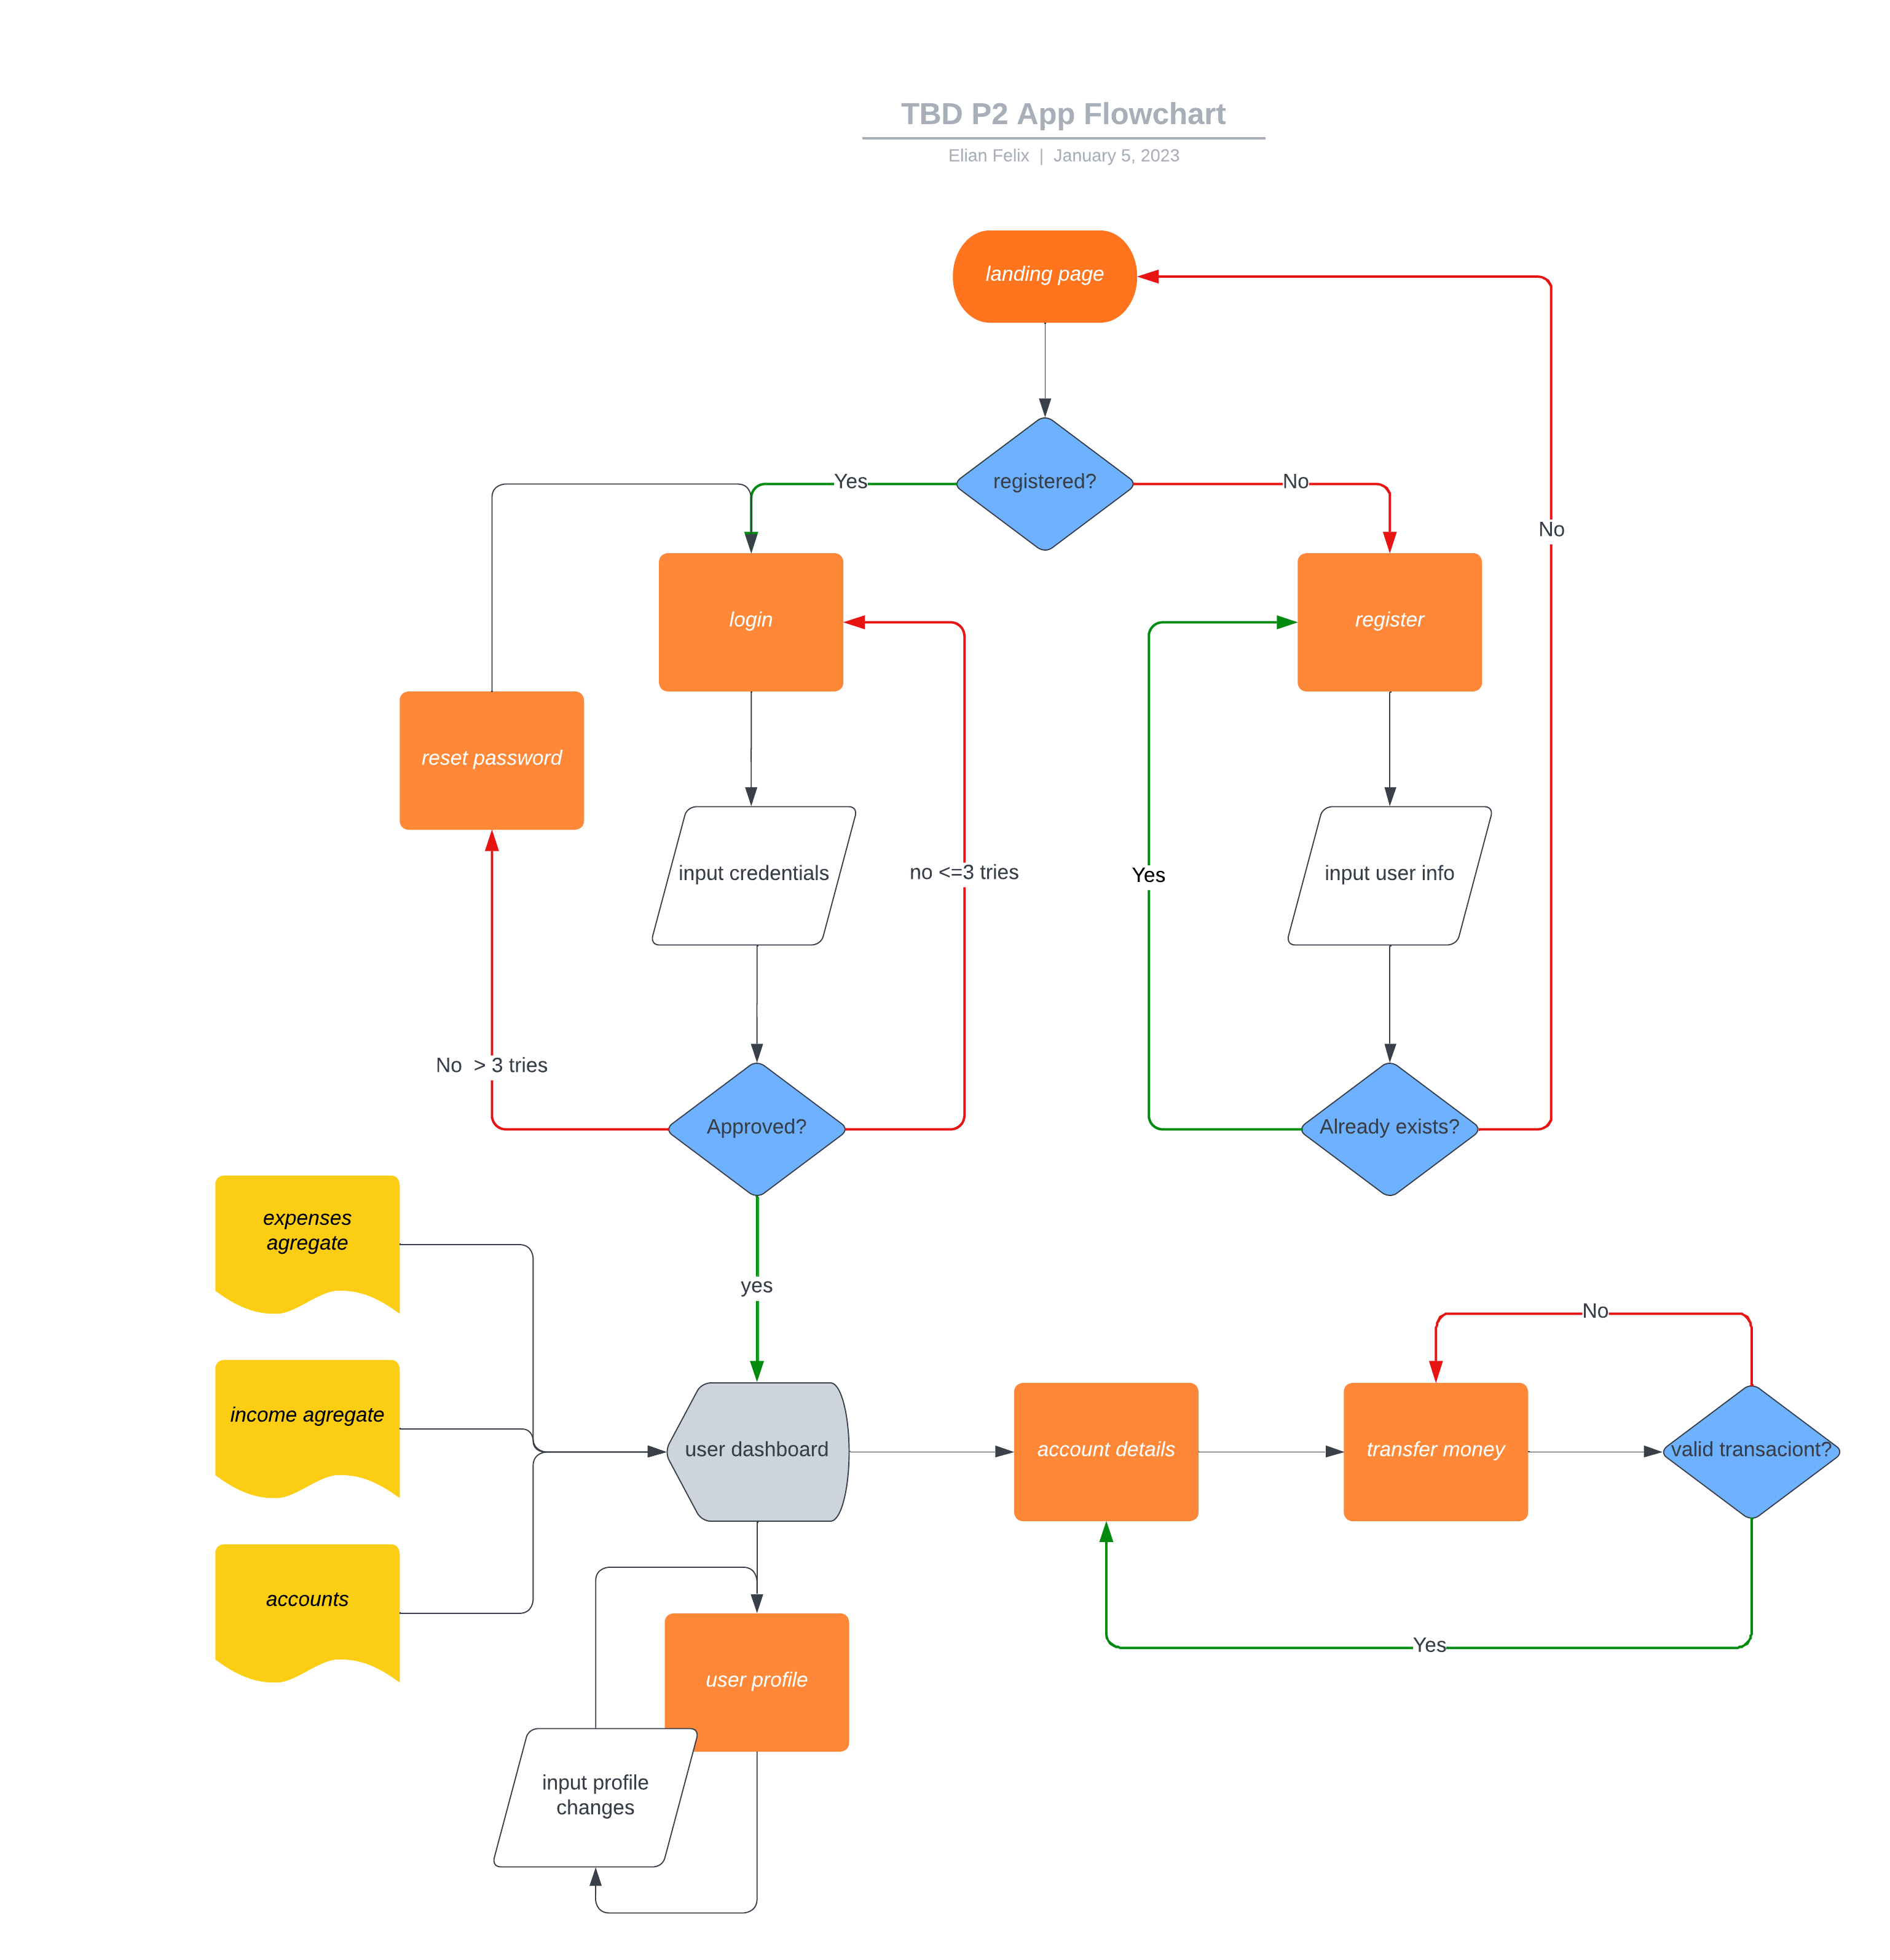 TBD P2 App Flowchart
Elian Felix | January 5, 2023
landing page
registered?
Yes
No
No
login
register
reset password
input credentials
no <=3 tries
Yes
input user info
No > 3 tries
Approved?
Already exists?
expenses
agregate
yes
No
income agregate
user dashboard
account details
transfer money
valid transaciont?
accounts
Yes
user profile
input profile
changes